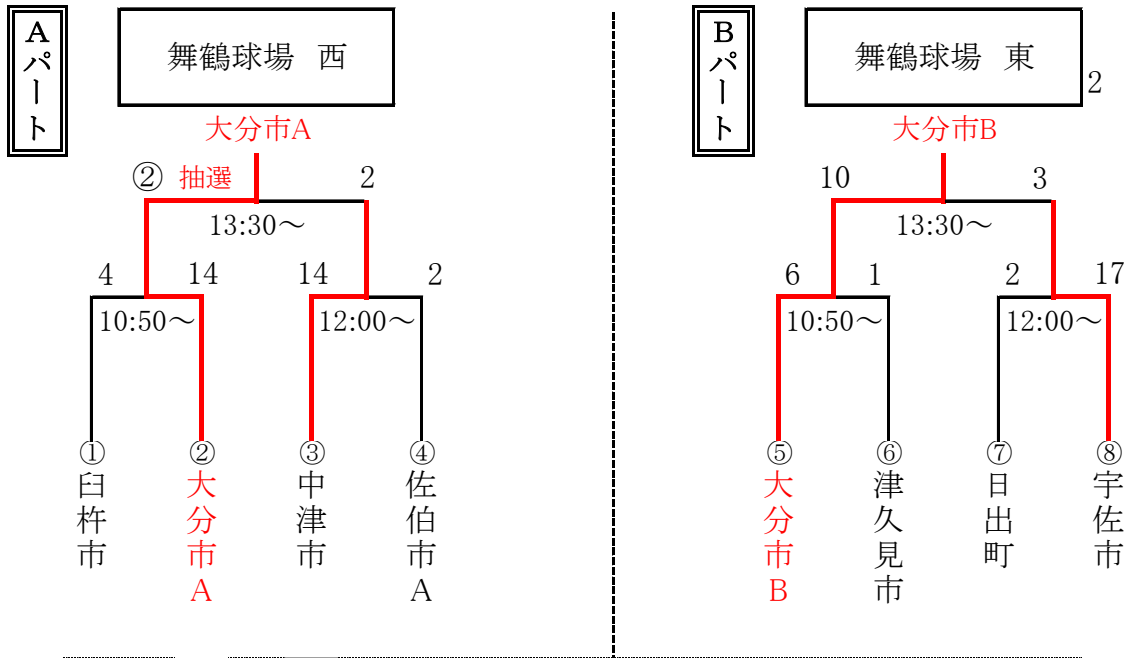 Aパート
舞鶴球場 西
大分市A
② 抽選 2
13:30～
4 14 14 2
10:50～ 12:00～
① ② ③ ④
臼杵市
大分市A
中津市
佐伯市A
Bパート
舞鶴球場 東
2
大分市B
10 3
13:30～
6 1 2 17
10:50～ 12:00～
⑤ ⑥ ⑦ ⑧
大分市B
津久見市
日出町
宇佐市